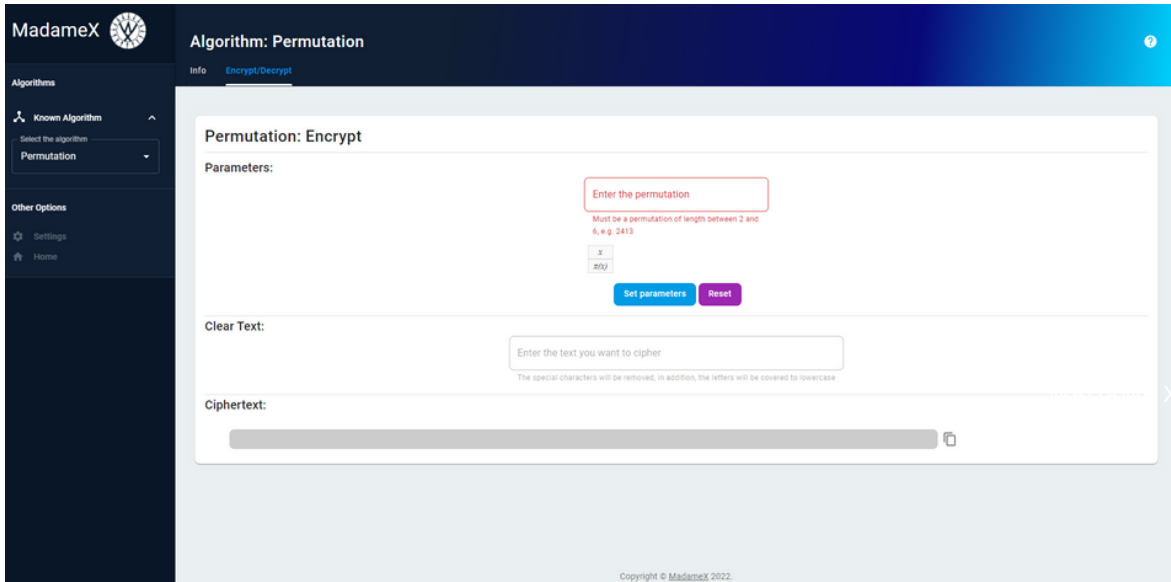 MadameX
Algorithms
Known Algorithm
Select the algorithm
Permutation
Other Options
Settings
Home
Algorithm: Permutation
Info Encrypt/Decrypt
Permutation: Encrypt
Parameters:
Enter the permutation
Must be a permutation of length between 2 and
6, e.g. 2413
x
π(x)
Set parameters Reset
Clear Text:
Enter the text you want to cipher
The special characters will be removed, in addition, the letters will be covered to lowercase
Ciphertext:
Copyright © MadameX 2022.